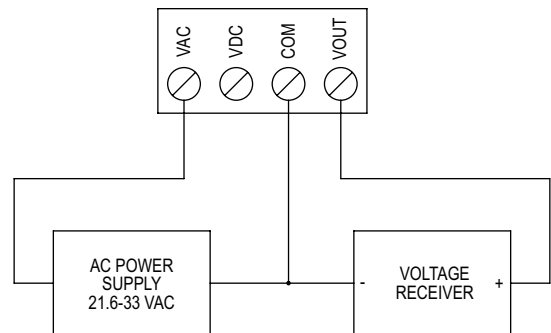 VAC
VDC
COM
VOUT
AC POWER
SUPPLY
21.6-33 VAC
-
VOLTAGE
RECEIVER
+